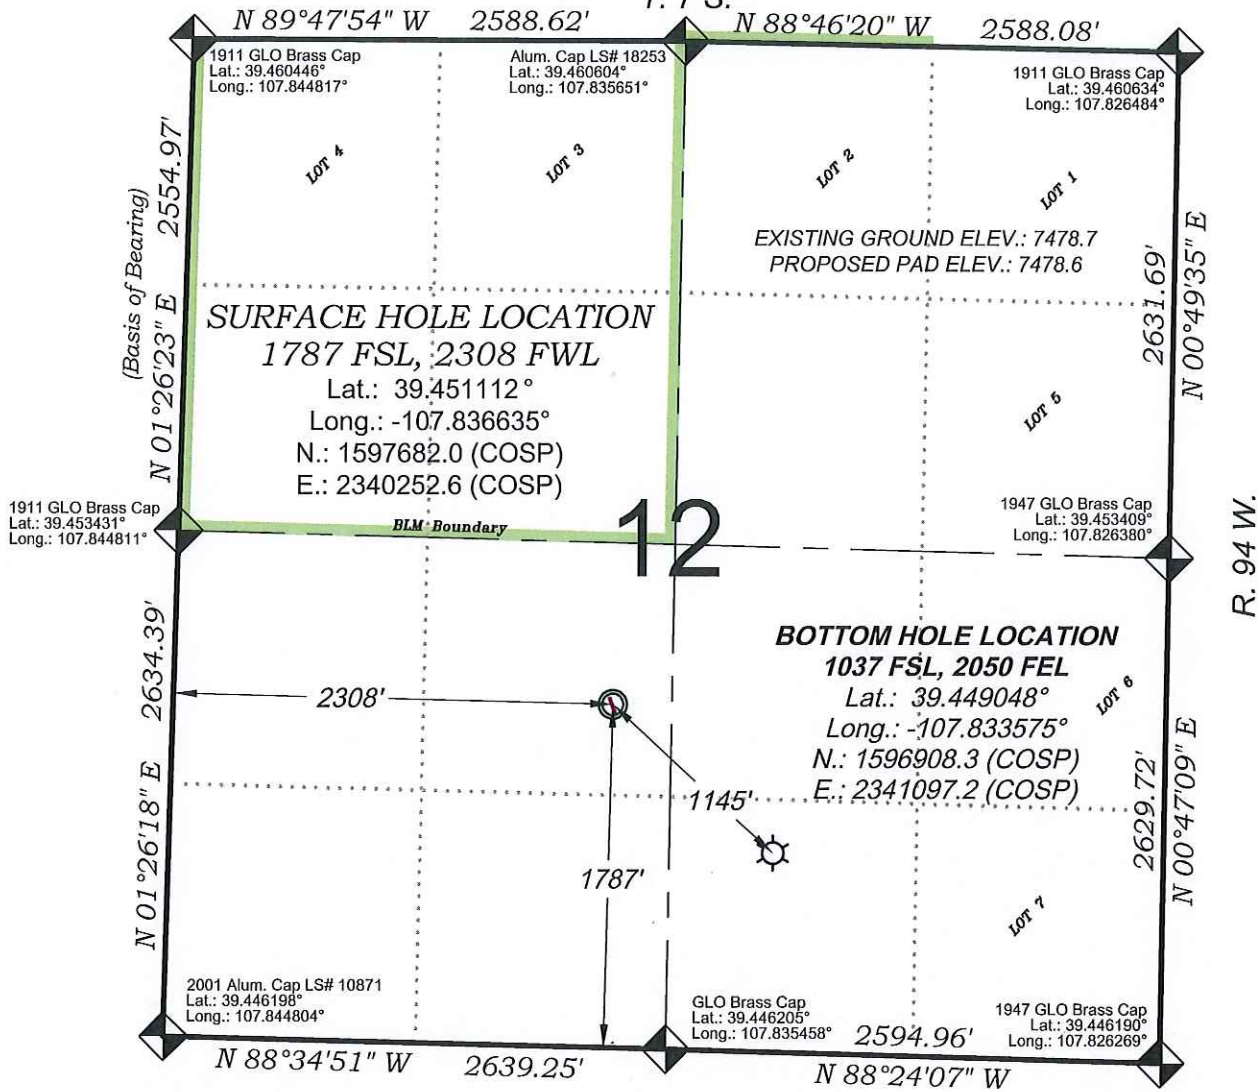 T. 7 S.
N 89°47'54" W 2588.62'
N 88°46'20" W 2588.08'
1911 GLO Brass Cap
Lat.: 39.460446°
Long.: 107.844817°
Alum. Cap LS# 18253
Lat.: 39.460604°
Long.: 107.835651°
1911 GLO Brass Cap
Lat.: 39.460634°
Long.: 107.826484°
LOT 4
LOT 3
LOT 2
LOT 1
N 01°26'23" E 2554.97'
(Basis of Bearing)
EXISTING GROUND ELEV.: 7478.7
PROPOSED PAD ELEV.: 7478.6
2631.69'
N 00°49'35" E
SURFACE HOLE LOCATION
1787 FSL, 2308 FWL
Lat.: 39.451112°
Long.: -107.836635°
N.: 1597682.0 (COSP)
E.: 2340252.6 (COSP)
LOT 5
1911 GLO Brass Cap
Lat.: 39.453431°
Long.: 107.844811°
BLM Boundary
12
1947 GLO Brass Cap
Lat.: 39.453409°
Long.: 107.826380°
R. 94 W.
BOTTOM HOLE LOCATION
1037 FSL, 2050 FEL
Lat.: 39.449048°
Long.: -107.833575°
N.: 1596908.3 (COSP)
E.: 2341097.2 (COSP)
LOT 6
N 01°26'18" E 2634.39'
2308'
1145'
1787'
2629.72'
N 00°47'09" E
LOT 7
2001 Alum. Cap LS# 10871
Lat.: 39.446198°
Long.: 107.844804°
GLO Brass Cap
Lat.: 39.446205°
Long.: 107.835458°
1947 GLO Brass Cap
Lat.: 39.446190°
Long.: 107.826269°
N 88°34'51" W 2639.25'
2594.96'
N 88°24'07" W